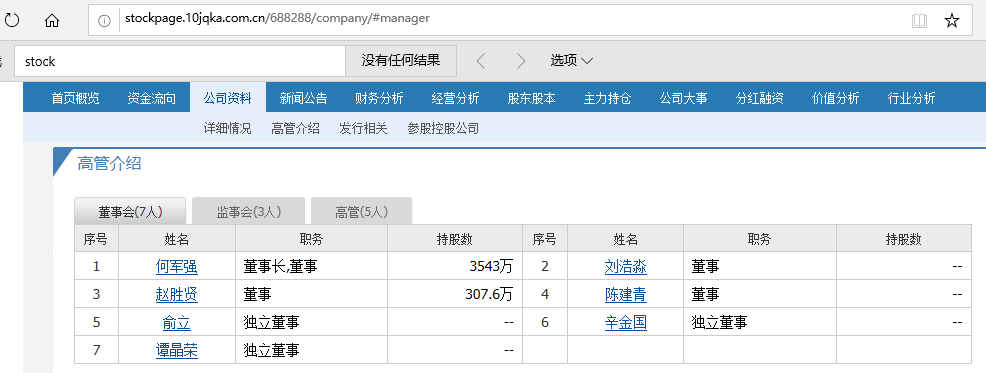 stockpage.10jqka.com.cn/688288/company/#manager
stock 没有任何结果 选项
首页概览 资金流向 公司资料 新闻公告 财务分析 经营分析 股东股本 主力持仓 公司大事 分红融资 价值分析 行业分析
详细情况 高管介绍 发行相关 参股控股公司
高管介绍
董事会(7人) 监事会(3人) 高管(5人)
序号 姓名 职务 持股数 序号 姓名 职务 持股数
1 何军强 董事长,董事 3543万 2 刘浩淼 董事 --
3 赵胜贤 董事 307.6万 4 陈建青 董事 --
5 俞立 独立董事 -- 6 辛金国 独立董事 --
7 谭晶荣 独立董事 --